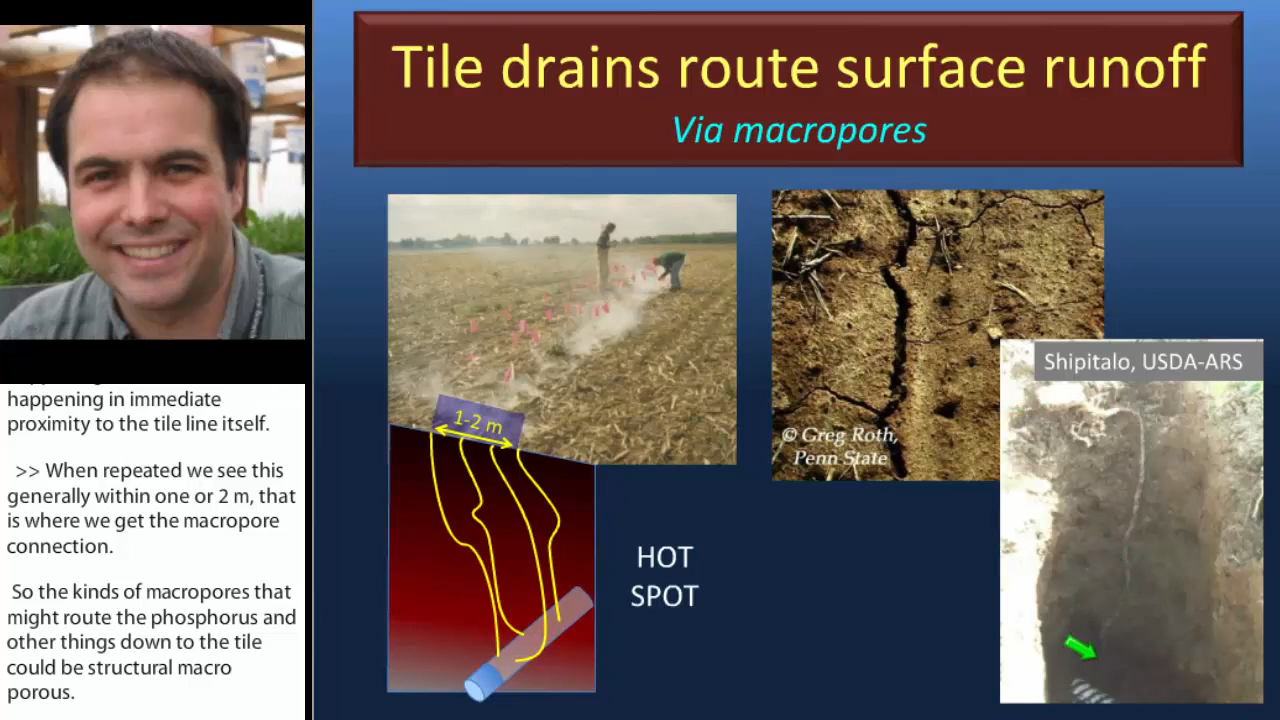 Tile drains route surface runoff
Via macropores
Shipitalo, USDA-ARS
1-2 m
© Greg Roth,
Penn State
HOT
SPOT
happening in immediate
proximity to the tile line itself.
>> When repeated we see this
generally within one or 2 m, that
is where we get the macropore
connection.
So the kinds of macropores that
might route the phosphorus and
other things down to the tile
could be structural macro
porous.